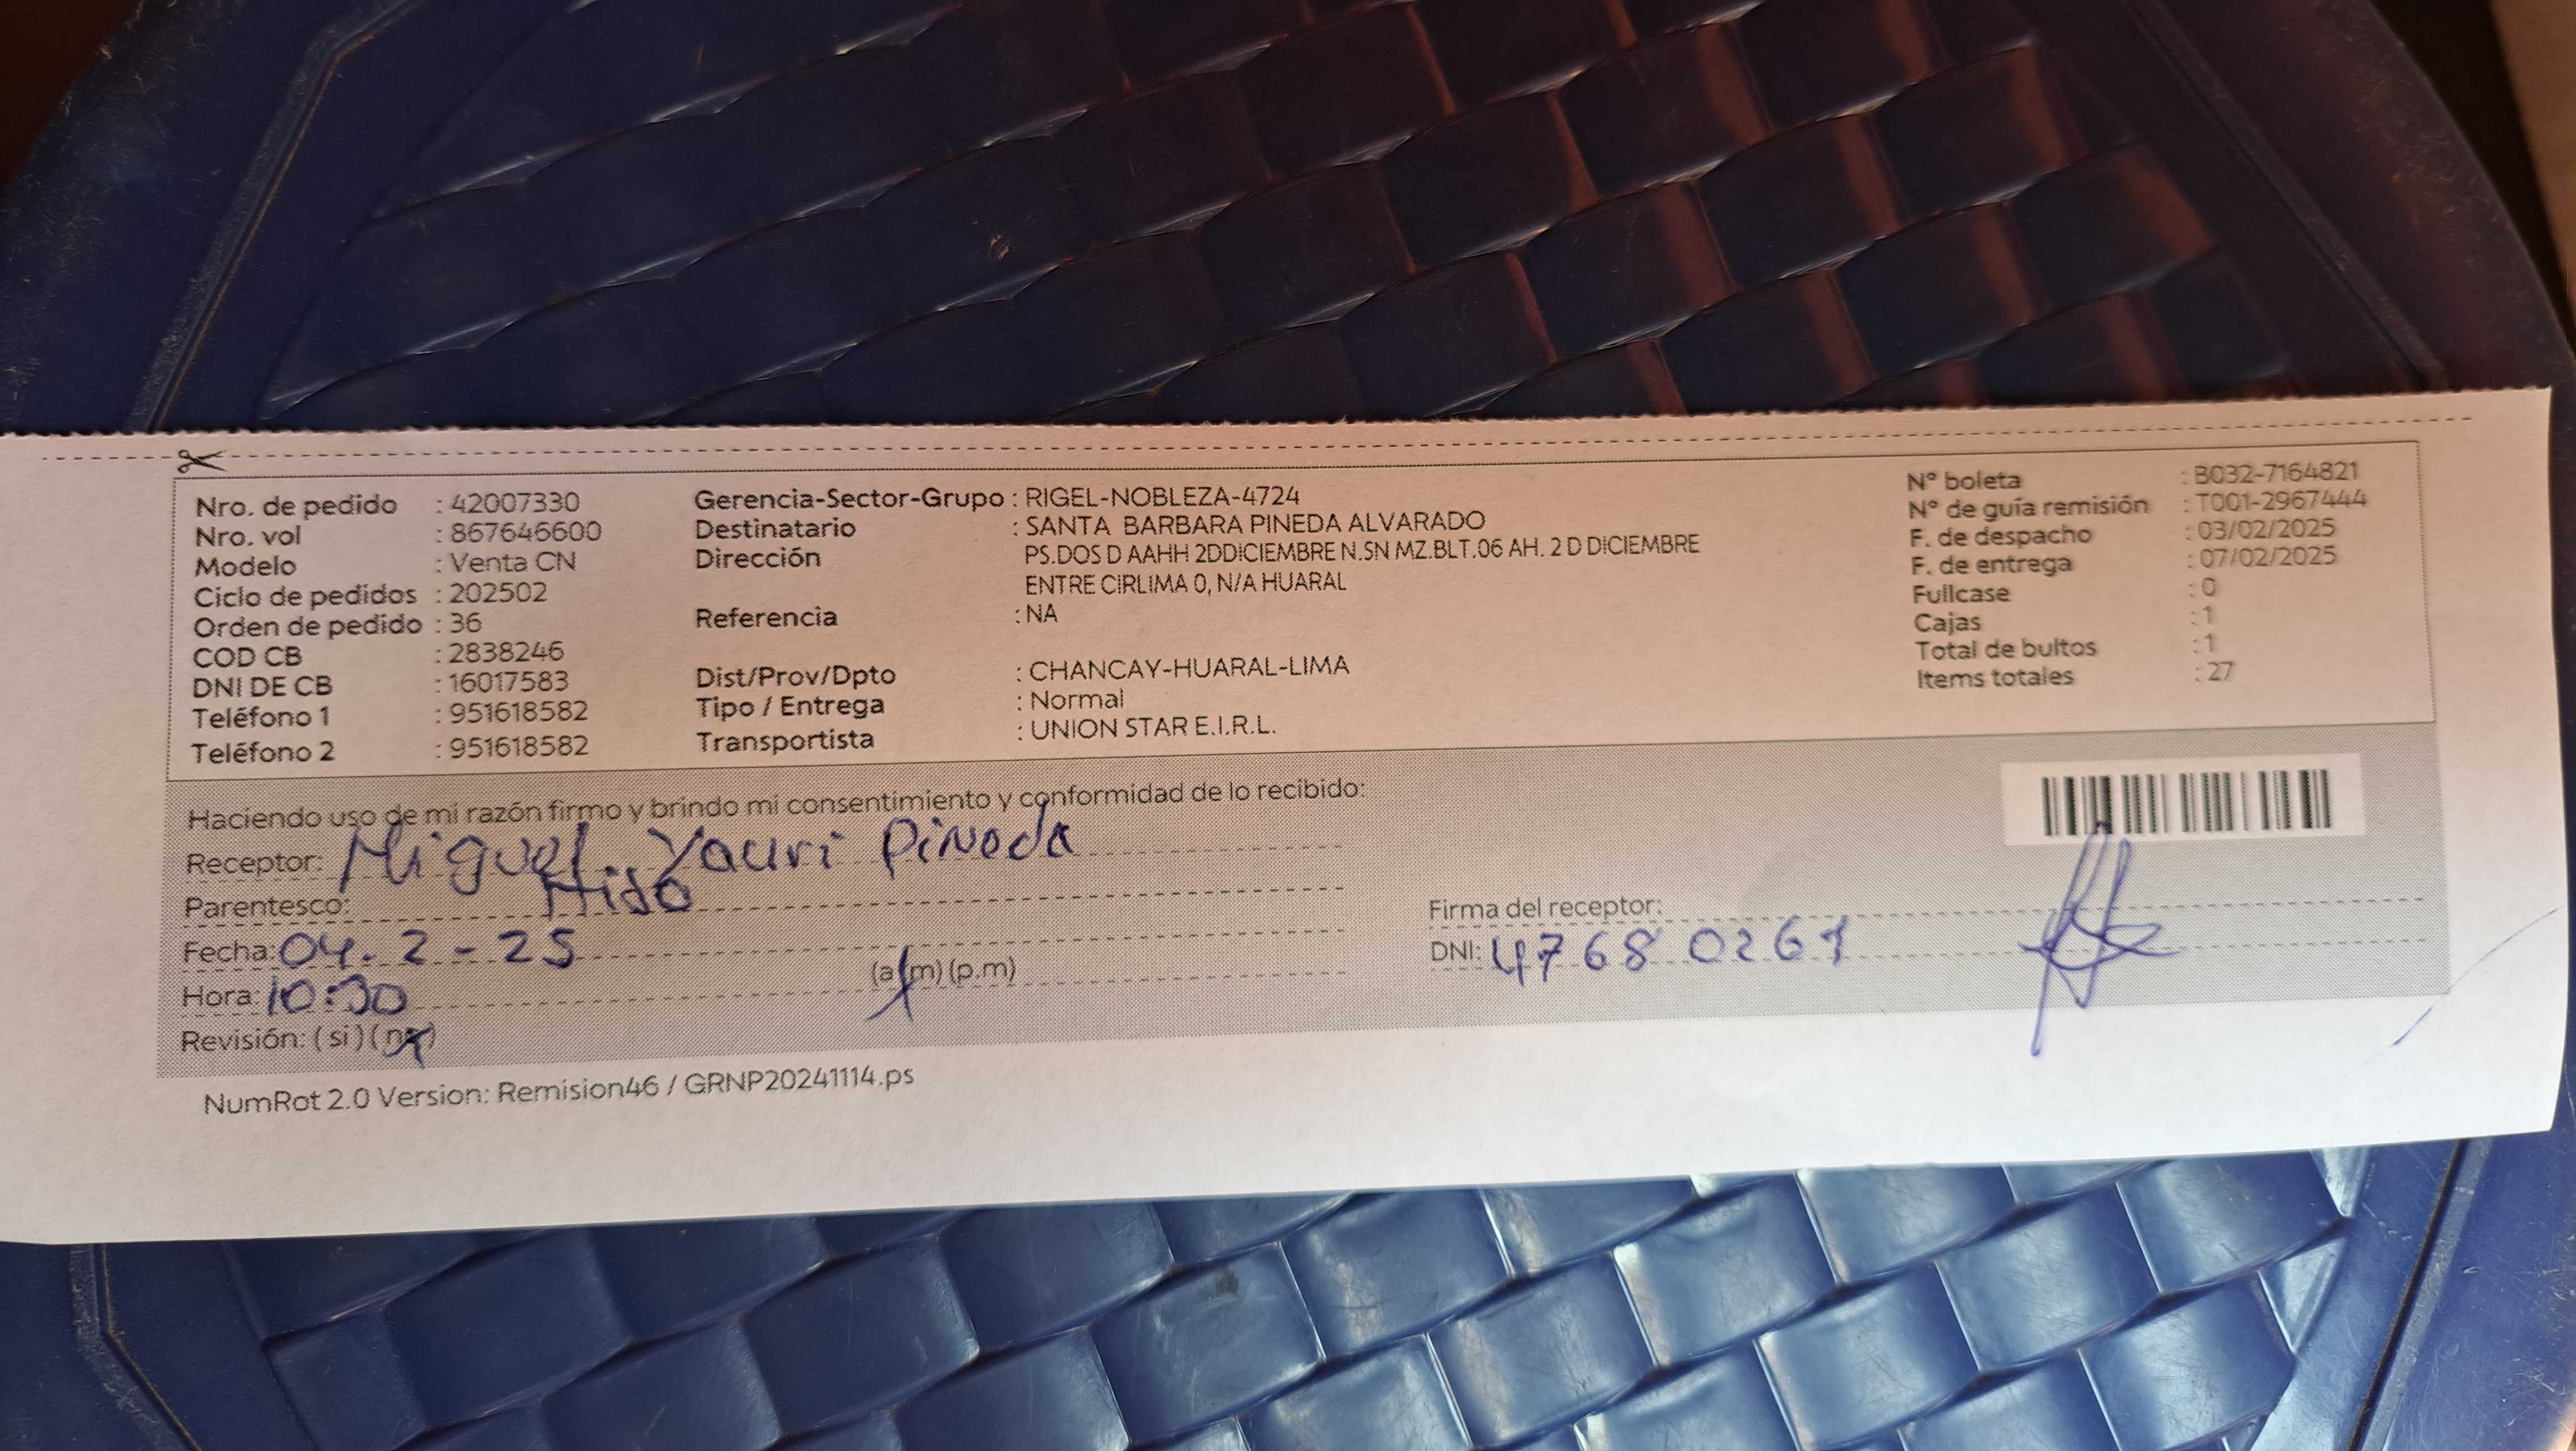 Nro. de pedido : 42007330
Nro. vol : 867646600
Modelo : Venta CN
Ciclo de pedidos : 202502
Orden de pedido : 36
COD CB : 2838246
DNI DE CB : 16017583
Teléfono 1 : 951618582
Teléfono 2 : 951618582
Gerencia-Sector-Grupo : RIGEL-NOBLEZA-4724
Destinatario : SANTA BARBARA PINEDA ALVARADO
Dirección PS.DOS D AAHH 2DDICIEMBRE N.SN MZ.BLT.06 AH. 2 D DICIEMBRE
ENTRE CIRLIMA 0, N/A HUARAL
Referencia : NA
Dist/Prov/Dpto : CHANCAY-HUARAL-LIMA
Tipo / Entrega : Normal
Transportista : UNION STAR E.I.R.L.
N° boleta : B032-7164821
N° de guía remisión : T001-2967444
F. de despacho : 03/02/2025
F. de entrega : 07/02/2025
Fullcase : 0
Cajas : 1
Total de bultos : 1
Items totales : 27
Haciendo uso de mi razón firmo y brindo mi consentimiento y conformidad de lo recibido:
Receptor: Miguel Yauri Pineda
Parentesco: Hijo
Fecha: 04. 2 - 25
Hora: 10:30 (a.m) (p.m)
Revisión: ( si ) ( no )
Firma del receptor:
DNI: 4768 0261
NumRot 2.0 Version: Remision46 / GRNP20241114.ps